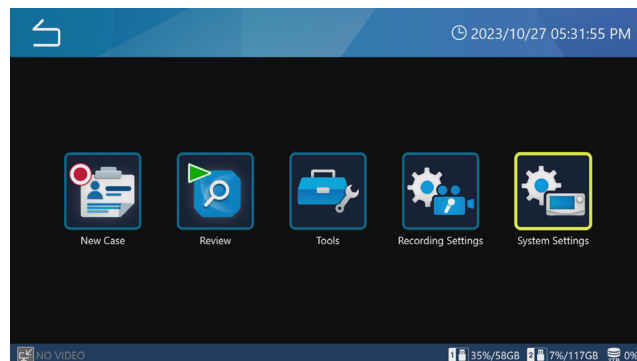 2023/10/27 05:31:55 PM
New Case
Review
Tools
Recording Settings
System Settings
NO VIDEO
1 35%/58GB 2 7%/117GB 0%